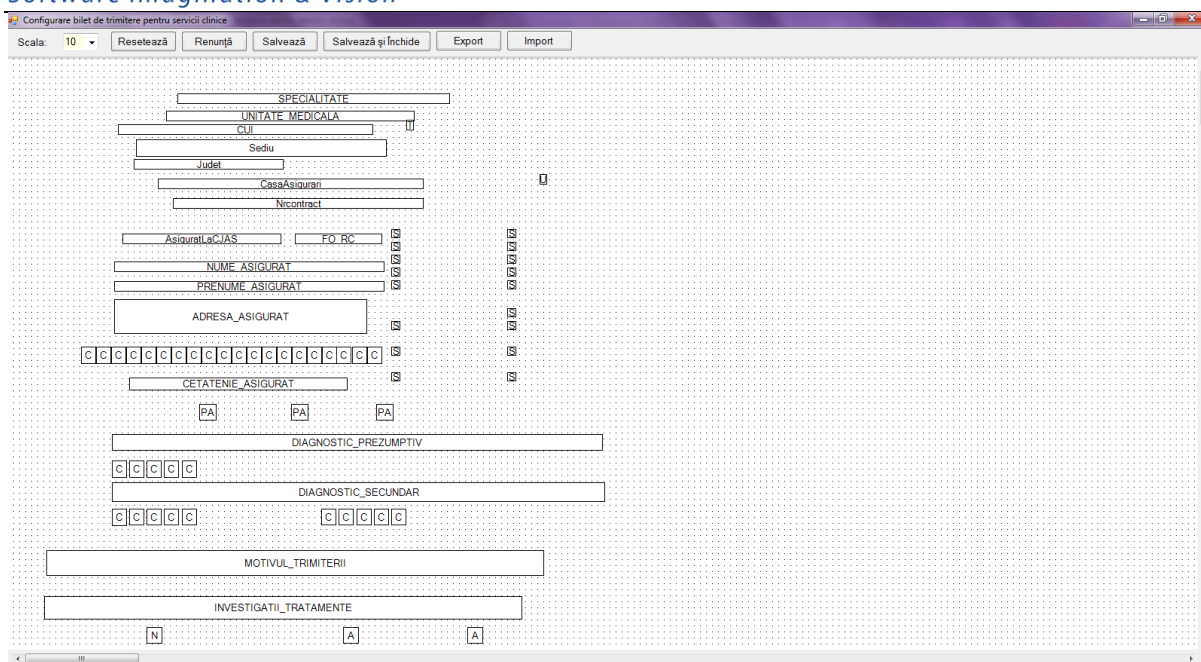 Software Imagination & Vision
Configurare bilet de trimitere pentru servicii clinice
Scala: 10 Resetează Renunţă Salvează Salvează şi Închide Export Import
SPECIALITATE
UNITATE_MEDICALA
T
CUI
Sediu
Judet
CasaAsigurari U
Nrcontract
AsiguratLaCJAS FO_RC S S
S S
NUME_ASIGURAT S S
S S
PRENUME_ASIGURAT S S
ADRESA_ASIGURAT S
S S
C C C C C C C C C C C C C C C C C C C C S S
CETATENIE_ASIGURAT S S
PA PA PA
DIAGNOSTIC_PREZUMPTIV
C C C C C
DIAGNOSTIC_SECUNDAR
C C C C C C C C C C
MOTIVUL_TRIMITERII
INVESTIGATII_TRATAMENTE
N A A